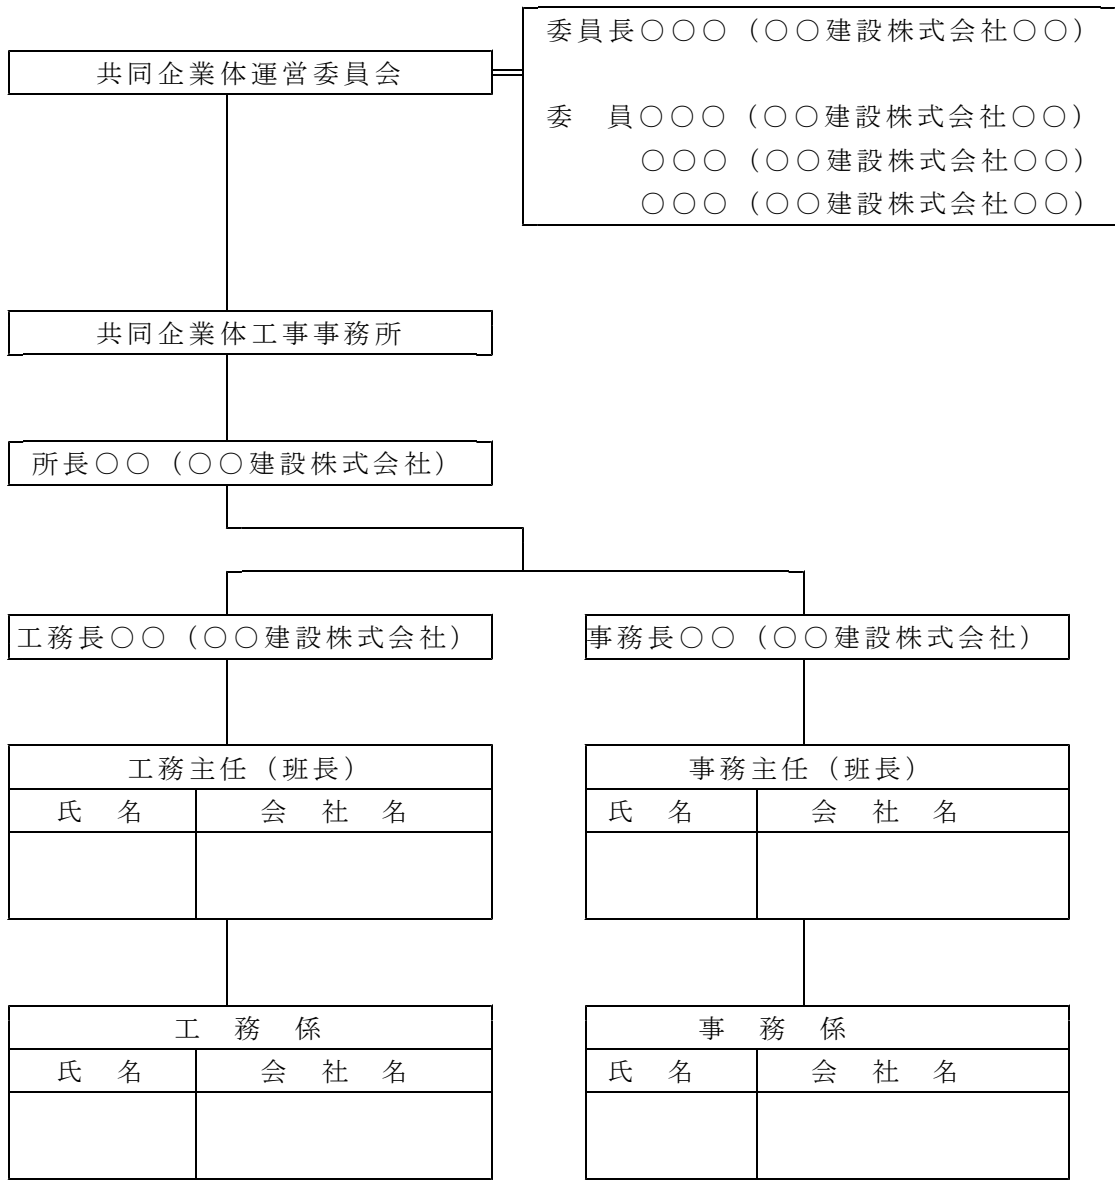 委員長○○○（○○建設株式会社○○）
共同企業体運営委員会
委　員○○○（○○建設株式会社○○）
○○○（○○建設株式会社○○）
○○○（○○建設株式会社○○）
共同企業体工事事務所
所長○○（○○建設株式会社）
工務長○○（○○建設株式会社）
事務長○○（○○建設株式会社）
工務主任（班長）
氏　名　会　社　名
事務主任（班長）
氏　名　会　社　名
工　務　係
氏　名　会　社　名
事　務　係
氏　名　会　社　名